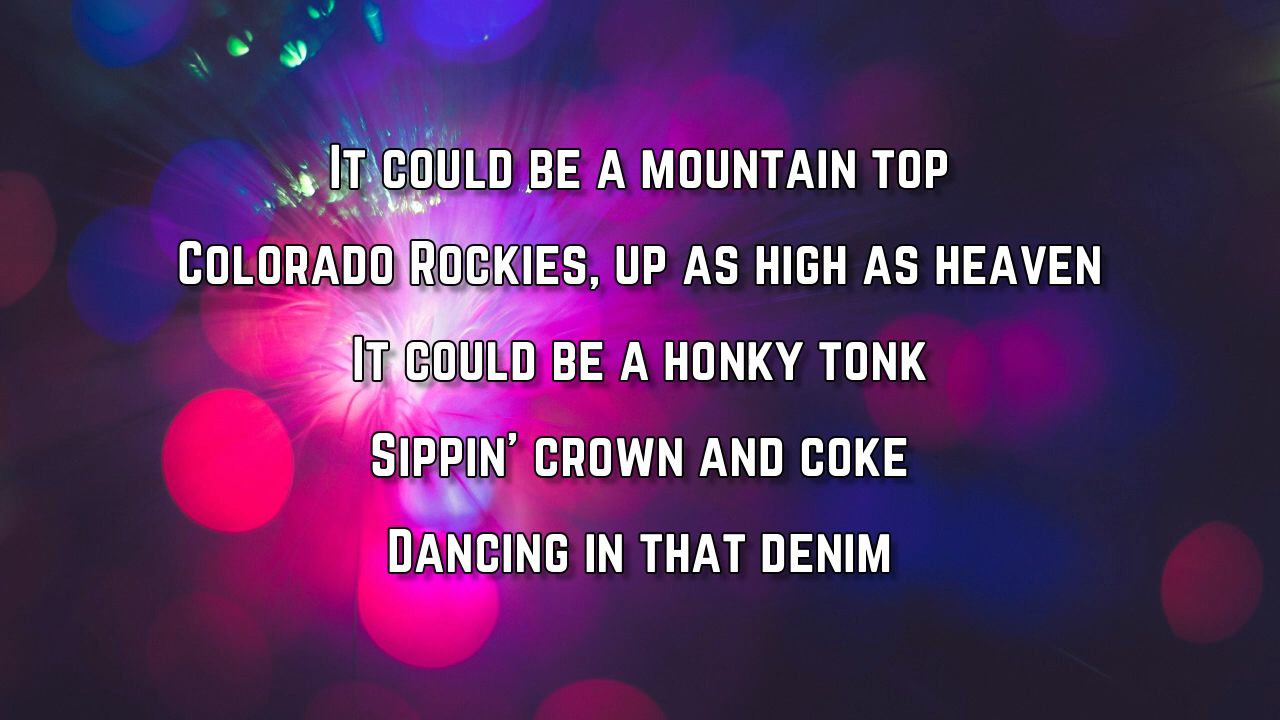 It could be a mountain top
Colorado Rockies, up as high as heaven
It could be a honky tonk
Sippin' crown and coke
Dancing in that denim